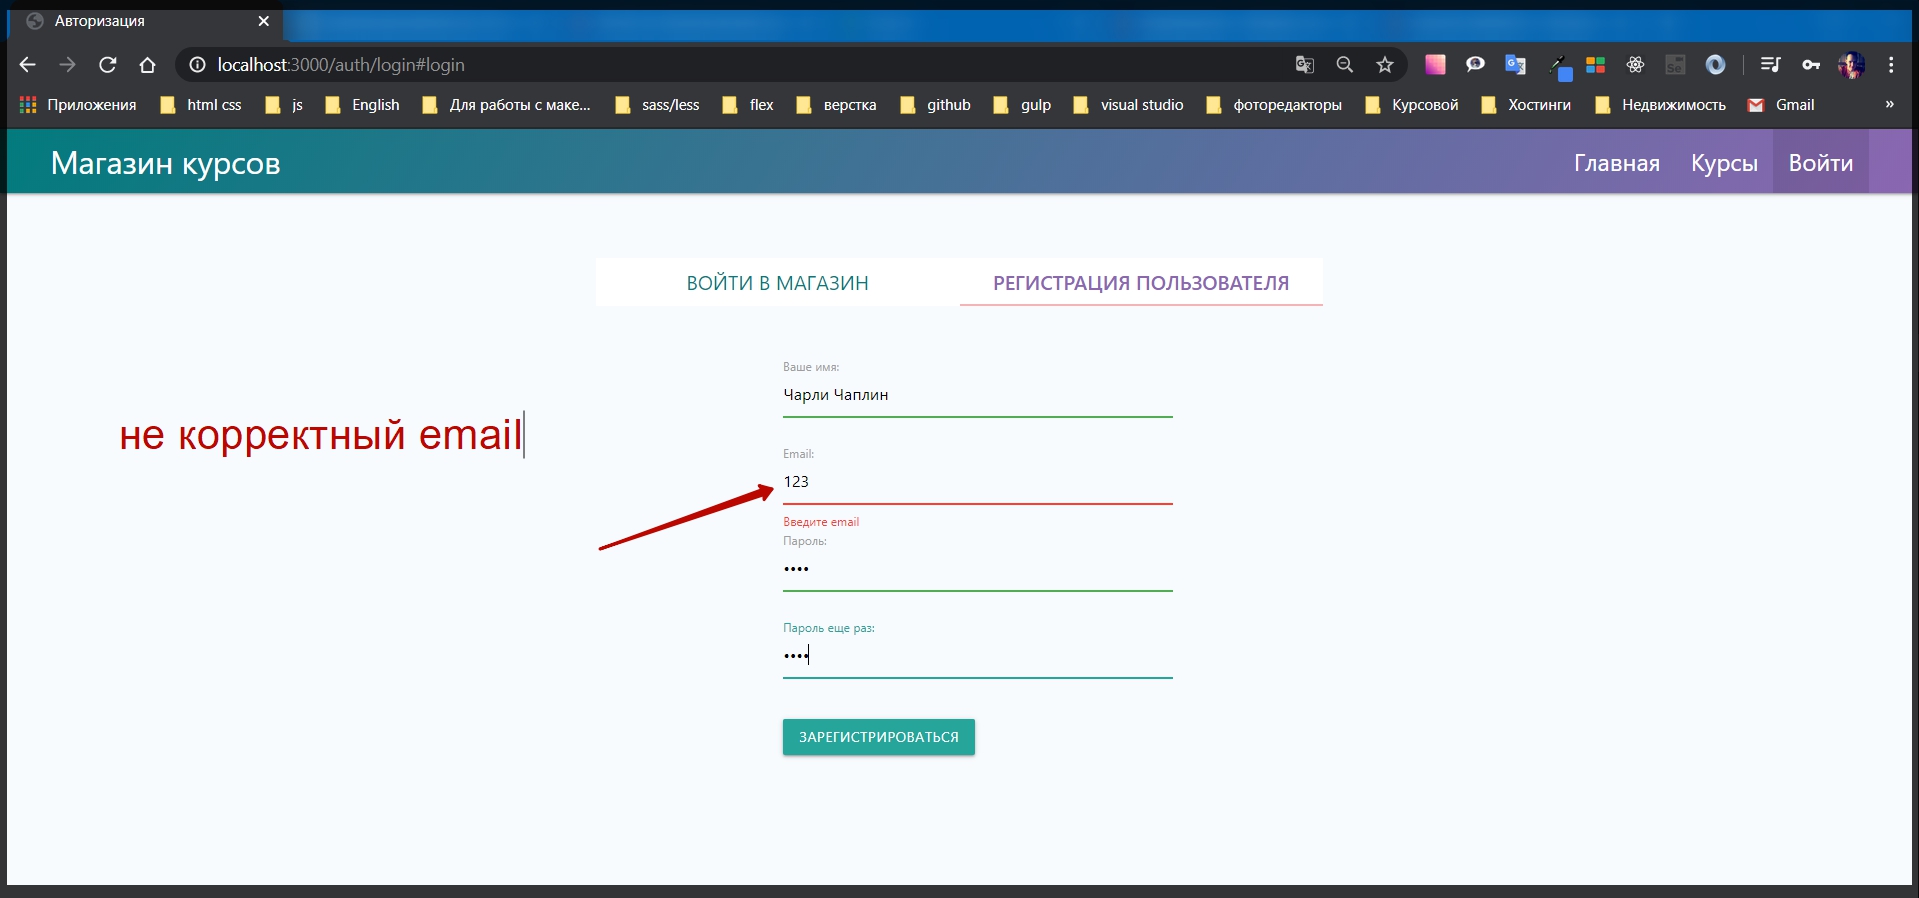 Авторизация
localhost:3000/auth/login#login
Приложения html css js English Для работы с маке... sass/less flex верстка github gulp visual studio фоторедакторы Курсовой Хостинги Недвижимость Gmail »
Магазин курсов Главная Курсы Войти
ВОЙТИ В МАГАЗИН РЕГИСТРАЦИЯ ПОЛЬЗОВАТЕЛЯ
Ваше имя:
Чарли Чаплин
не корректный email
Email:
123
Введите email
Пароль:
••••
Пароль еще раз:
••••
ЗАРЕГИСТРИРОВАТЬСЯ